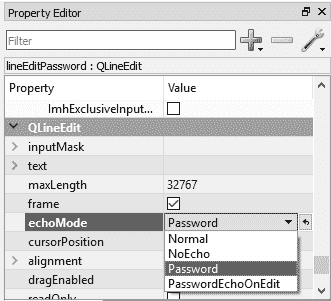 Property Editor
Filter
lineEditPassword : QLineEdit
Property Value
ImhExclusiveInput...
QLineEdit
inputMask
text
maxLength 32767
frame
echoMode Password
Normal
cursorPosition
NoEcho
alignment
Password
dragEnabled
PasswordEchoOnEdit
readOnly